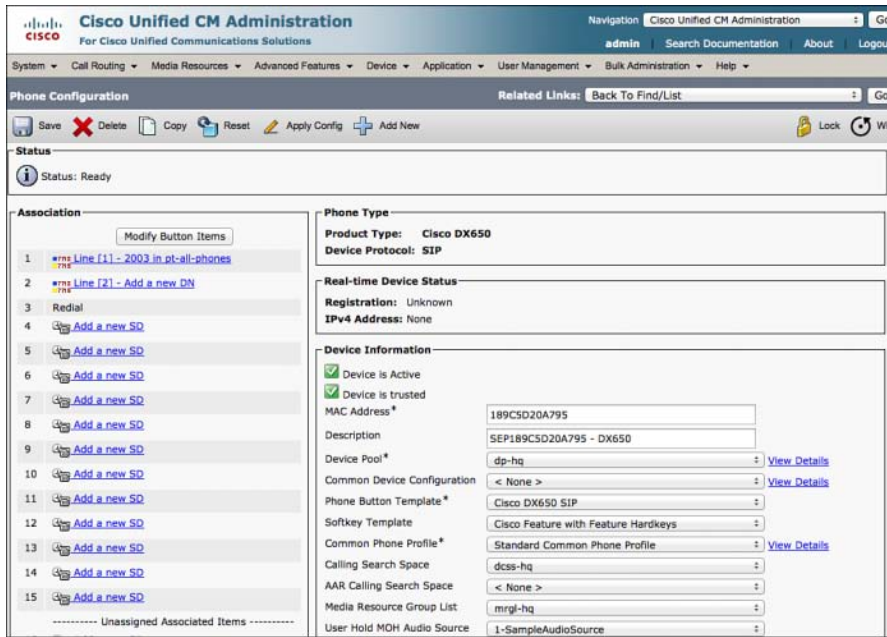 Cisco Unified CM Administration
For Cisco Unified Communications Solutions
CISCO
Navigation Cisco Unified CM Administration
admin Search Documentation About Logou
System Call Routing Media Resources Advanced Features Device Application User Management Bulk Administration Help
Phone Configuration
Related Links: Back To Find/List
Save Delete Copy Reset Apply Config Add New
Lock
Status
Status: Ready
Association
Modify Button Items
1 Line [1] - 2003 in pt-all-phones
2 Line [2] - Add a new DN
3 Redial
4 Add a new SD
5 Add a new SD
6 Add a new SD
7 Add a new SD
8 Add a new SD
9 Add a new SD
10 Add a new SD
11 Add a new SD
12 Add a new SD
13 Add a new SD
14 Add a new SD
15 Add a new SD
---------- Unassigned Associated Items ----------
Phone Type
Product Type: Cisco DX650
Device Protocol: SIP
Real-time Device Status
Registration: Unknown
IPv4 Address: None
Device Information
Device is Active
Device is trusted
MAC Address* 189C5D20A795
Description SEP189C5D20A795 - DX650
Device Pool* dp-hq View Details
Common Device Configuration < None > View Details
Phone Button Template* Cisco DX650 SIP
Softkey Template Cisco Feature with Feature Hardkeys
Common Phone Profile* Standard Common Phone Profile View Details
Calling Search Space dcss-hq
AAR Calling Search Space < None >
Media Resource Group List mrgl-hq
User Hold MOH Audio Source 1-SampleAudioSource